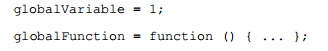 globalVariable = 1;
globalFunction = function () { ... };